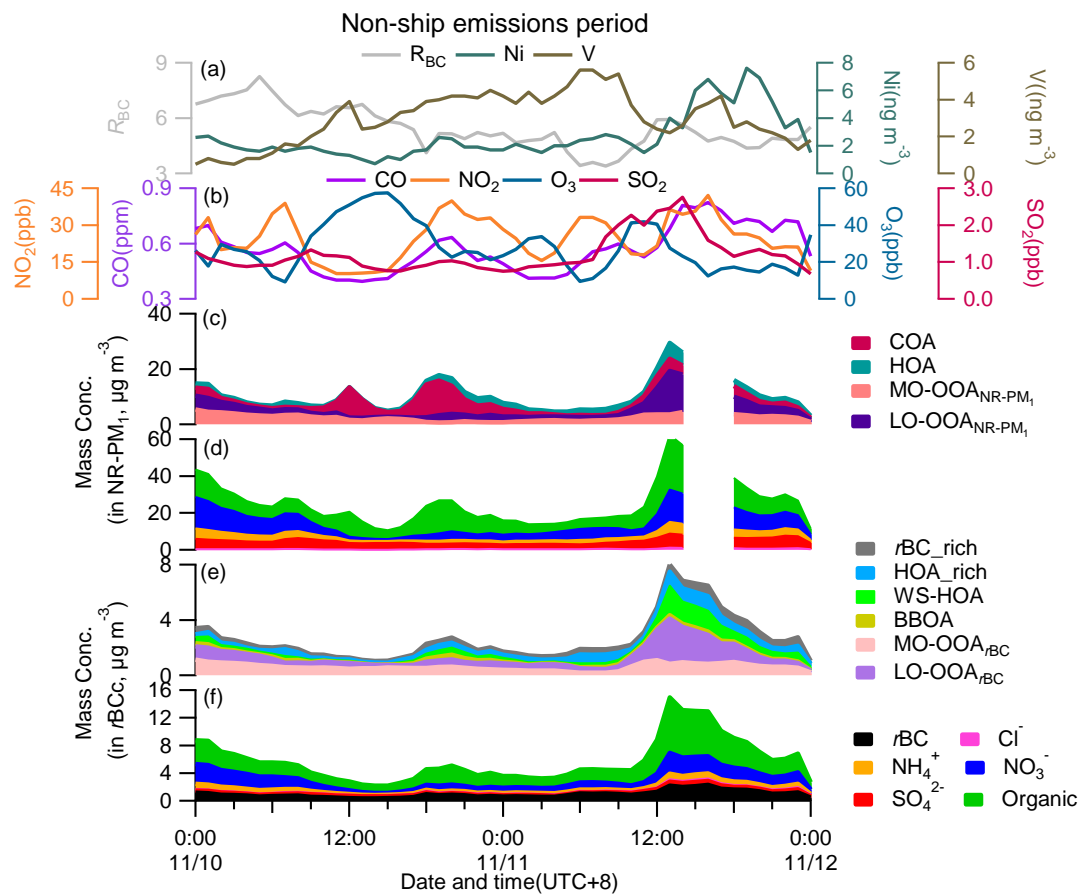 Non-ship emissions period
R_BC Ni V
(a)
9
6
3
R_BC
8
6
4
2
0
Ni(ng m⁻³)
6
4
2
0
V((ng m⁻³)
CO NO₂ O₃ SO₂
(b)
45
30
15
0
NO₂(ppb)
0.9
0.6
0.3
CO(ppm)
60
40
20
0
O₃(ppb)
3.0
2.0
1.0
0.0
SO₂(ppb)
(c)
40
20
0
COA
HOA
MO-OOA_NR-PM₁
LO-OOA_NR-PM₁
Mass Conc.
(in NR-PM₁, µg m⁻³)
(d)
60
40
20
0
(e)
8
4
0
rBC_rich
HOA_rich
WS-HOA
BBOA
MO-OOA_rBC
LO-OOA_rBC
Mass Conc.
(in rBCc, µg m⁻³)
(f)
16
12
8
4
0
rBC Cl⁻
NH₄⁺ NO₃⁻
SO₄²⁻ Organic
0:00 12:00 0:00 12:00 0:00
11/10 11/11 11/12
Date and time(UTC+8)